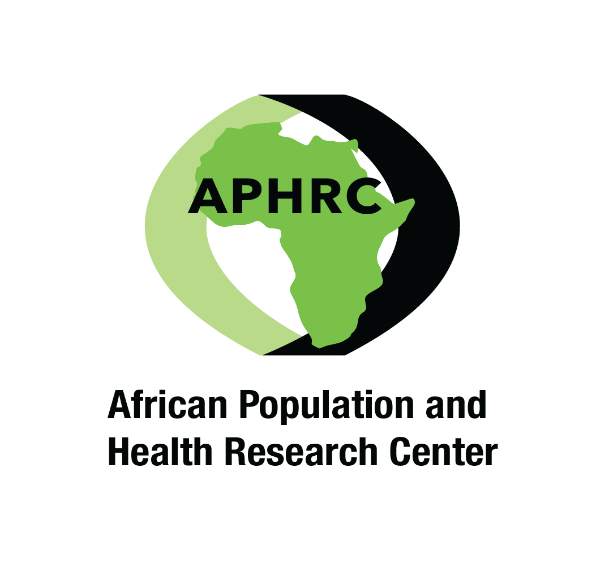 APHRC
African Population and
Health Research Center